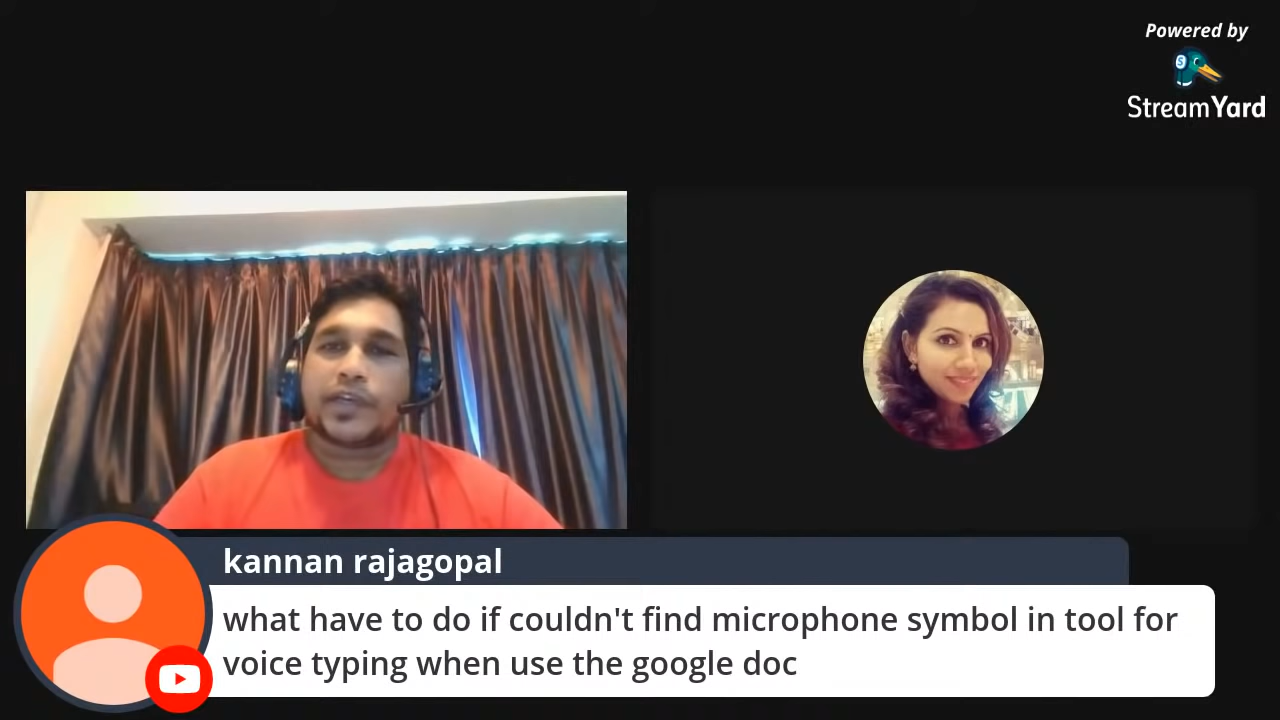 Powered by
StreamYard
kannan rajagopal
what have to do if couldn't find microphone symbol in tool for
voice typing when use the google doc